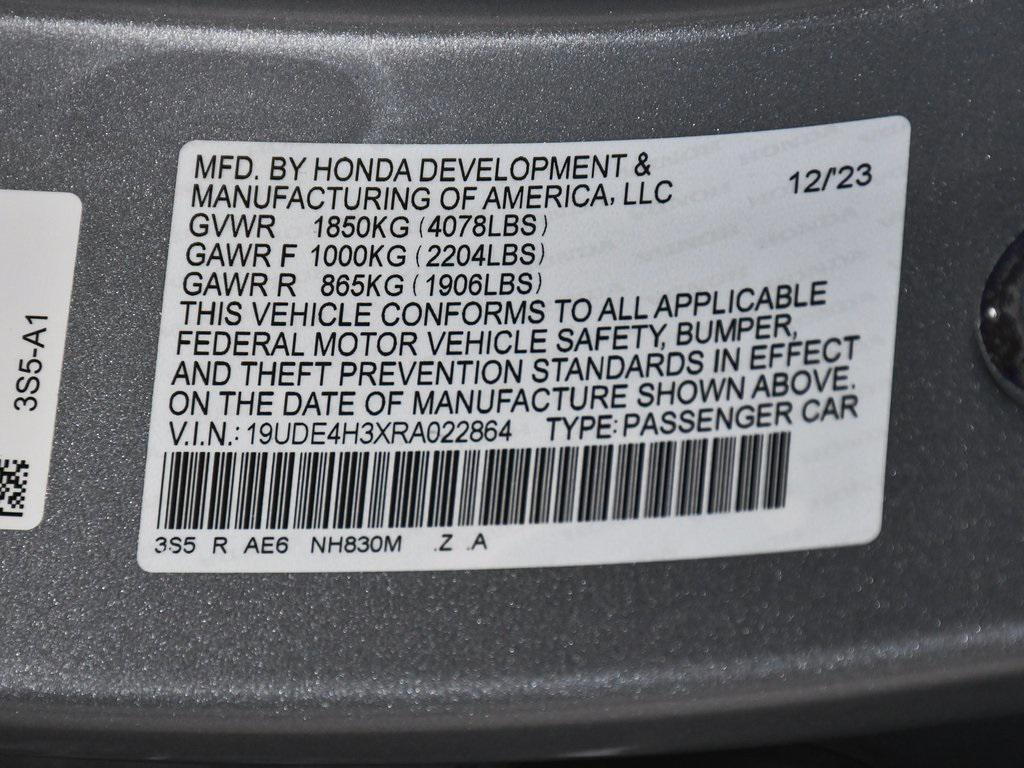 MFD. BY HONDA DEVELOPMENT &
MANUFACTURING OF AMERICA, LLC 12/'23
GVWR 1850KG (4078LBS)
GAWR F 1000KG (2204LBS)
GAWR R 865KG (1906LBS)
THIS VEHICLE CONFORMS TO ALL APPLICABLE
FEDERAL MOTOR VEHICLE SAFETY, BUMPER,
AND THEFT PREVENTION STANDARDS IN EFFECT
ON THE DATE OF MANUFACTURE SHOWN ABOVE.
V.I.N.: 19UDE4H3XRA022864 TYPE: PASSENGER CAR
3S5 R AE6 NH830M .Z .A
3S5-A1